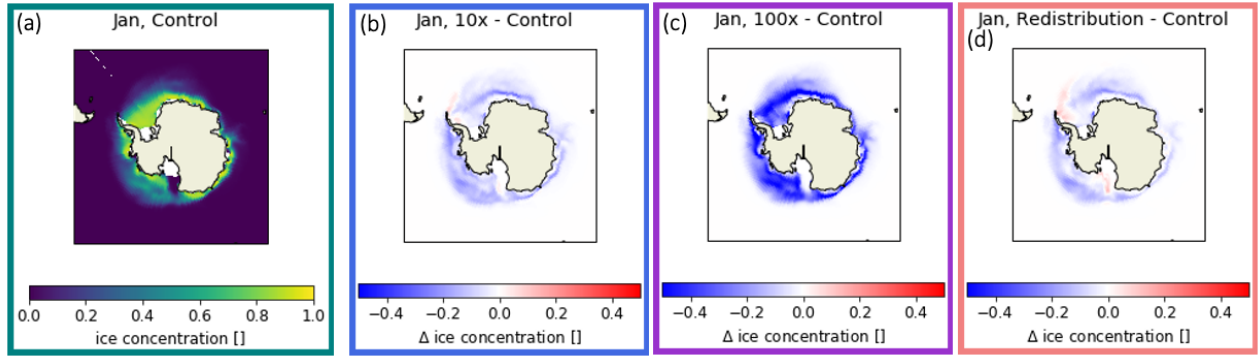 (a)
Jan, Control
0.0 0.2 0.4 0.6 0.8 1.0
ice concentration []
(b)
Jan, 10x - Control
−0.4 −0.2 0.0 0.2 0.4
Δ ice concentration []
(c)
Jan, 100x - Control
−0.4 −0.2 0.0 0.2 0.4
Δ ice concentration []
Jan, Redistribution - Control
(d)
−0.4 −0.2 0.0 0.2 0.4
Δ ice concentration []